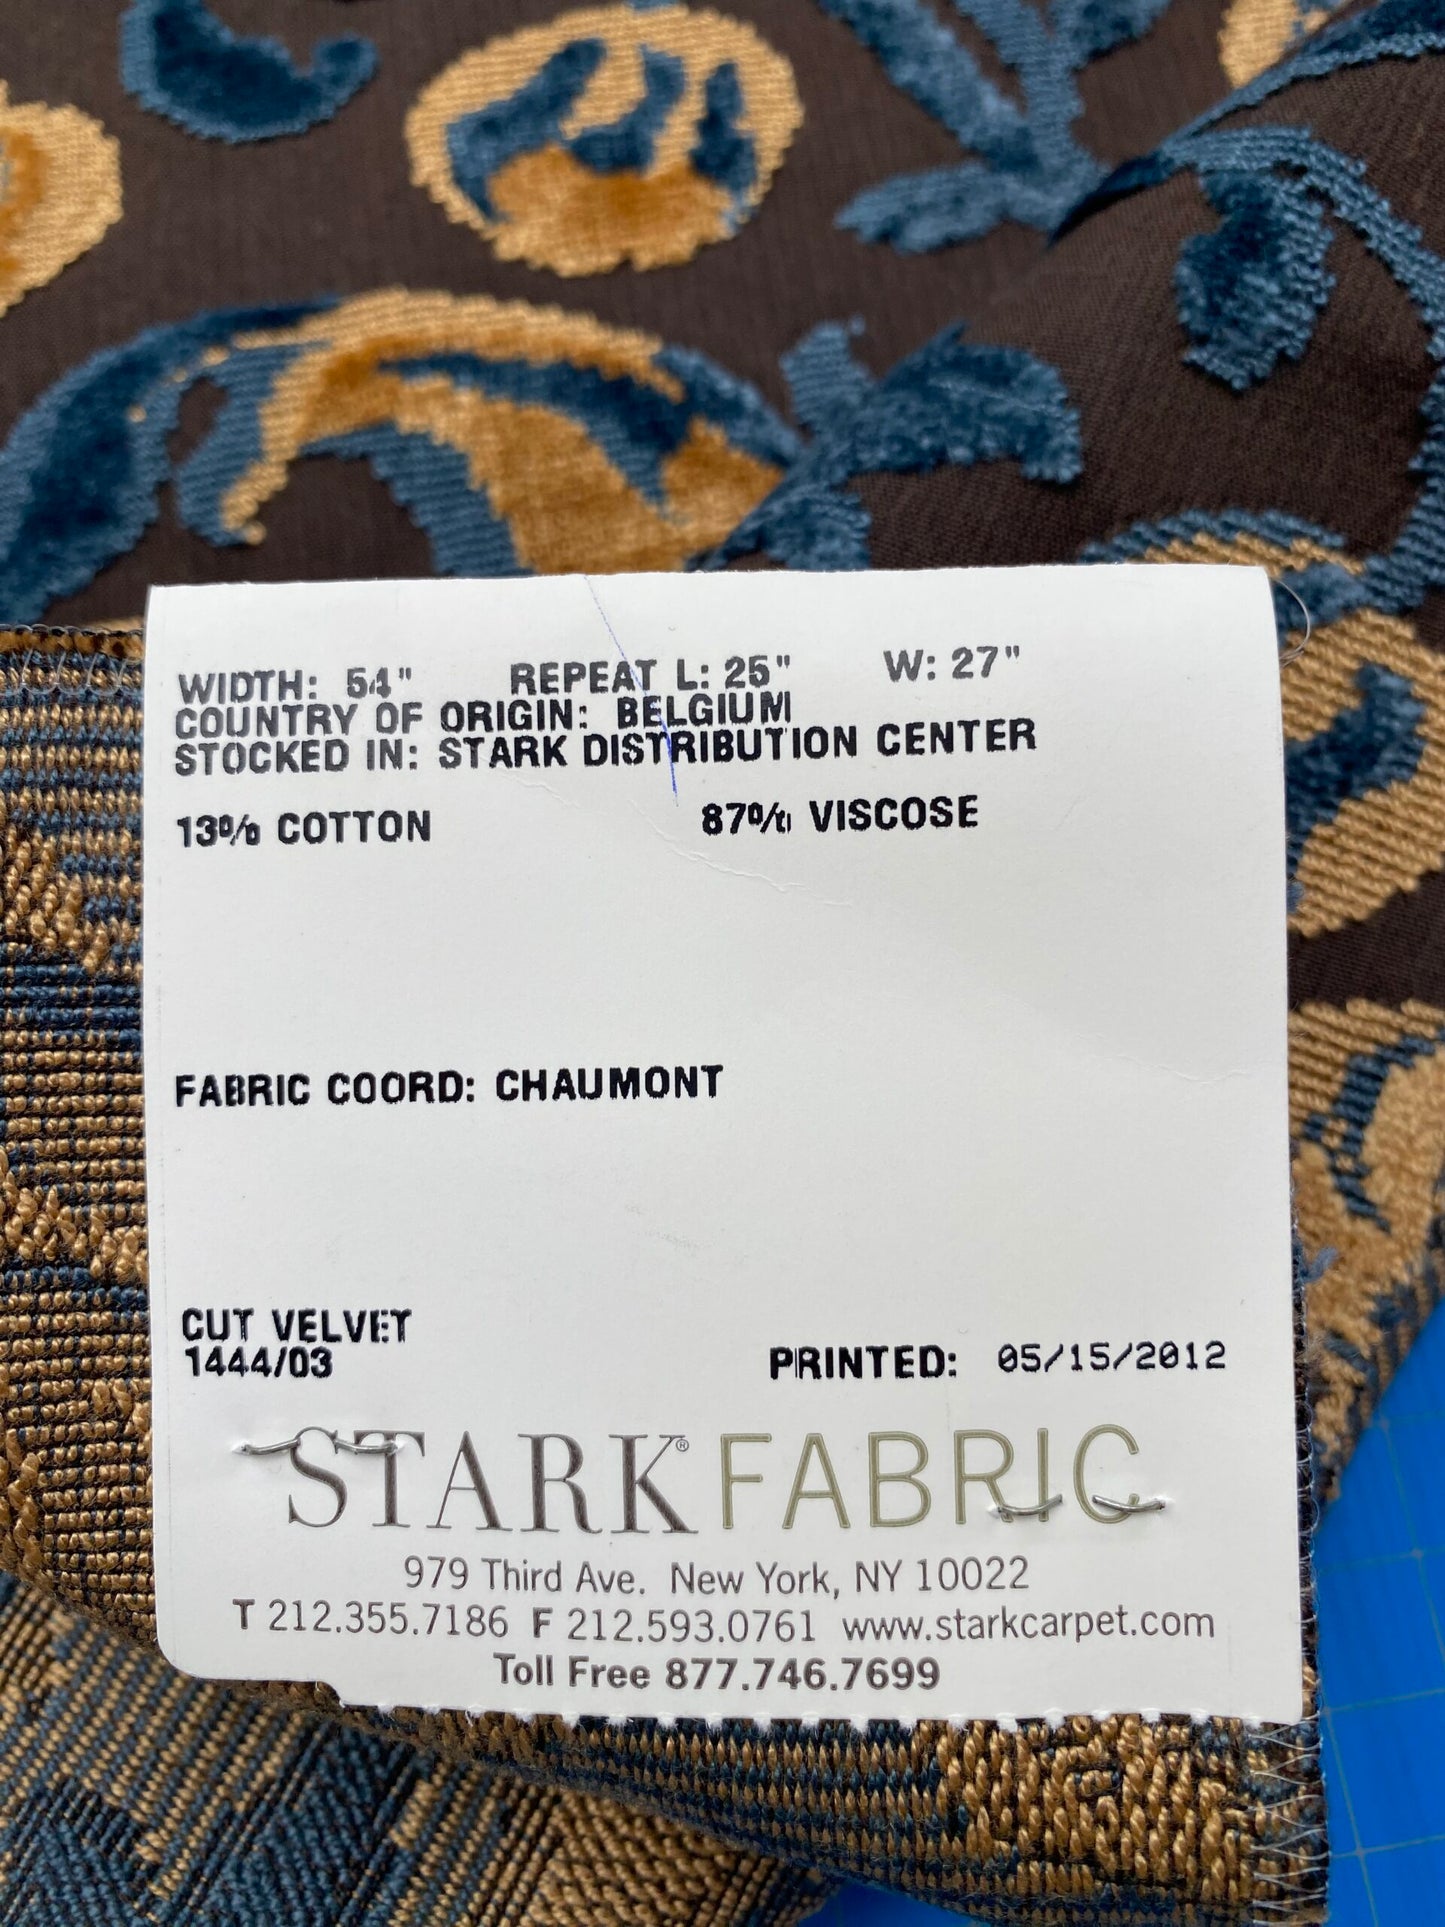 WIDTH: 54" REPEAT L: 25" W: 27"
COUNTRY OF ORIGIN: BELGIUM
STOCKED IN: STARK DISTRIBUTION CENTER
13% COTTON 87% VISCOSE
FABRIC COORD: CHAUMONT
CUT VELVET
1444/03 PRINTED: 05/15/2012
STARK® FABRIC
979 Third Ave. New York, NY 10022
T 212.355.7186 F 212.593.0761 www.starkcarpet.com
Toll Free 877.746.7699